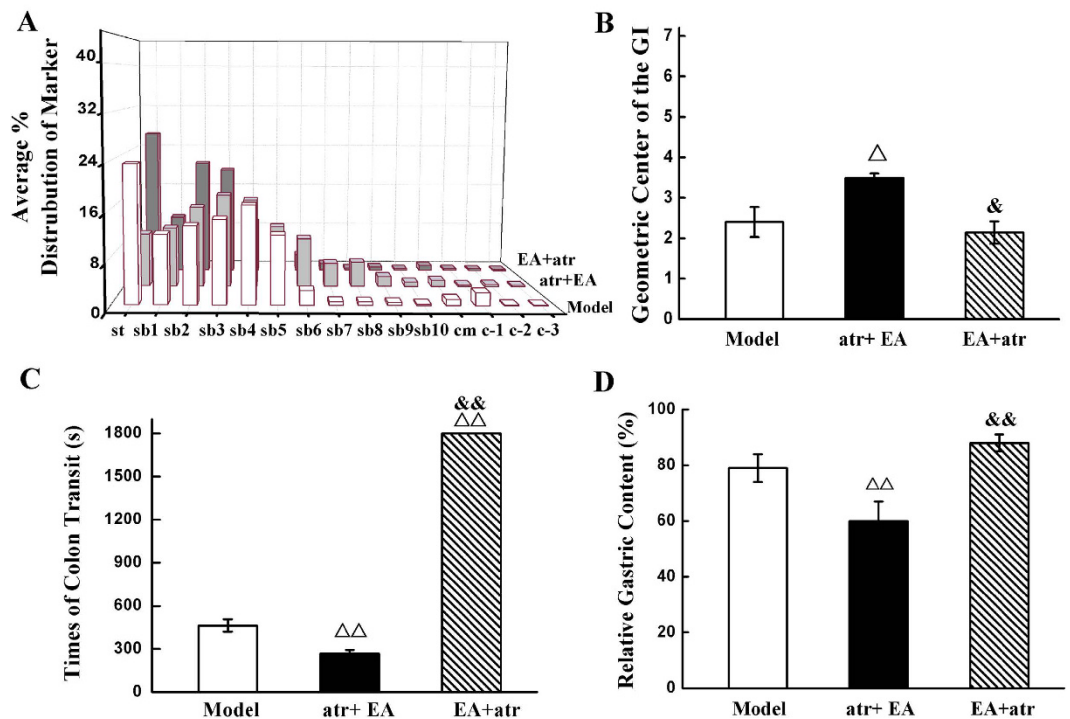 A
Average %
Distrubution of Marker
40
32
24
16
8
0
st sb1 sb2 sb3 sb4 sb5 sb6 sb7 sb8 sb9 sb10 cm c-1 c-2 c-3
EA+atr
atr+EA
Model
B
Geometric Center of the GI
7
6
5
4
3
2
1
0
△
&
Model atr+ EA EA+atr
C
Times of Colon Transit (s)
1800
1500
1200
900
600
300
0
△△
&&
△△
Model atr+ EA EA+atr
D
Relative Gastric Content (%)
100
80
60
40
20
0
△△
&&
Model atr+ EA EA+atr